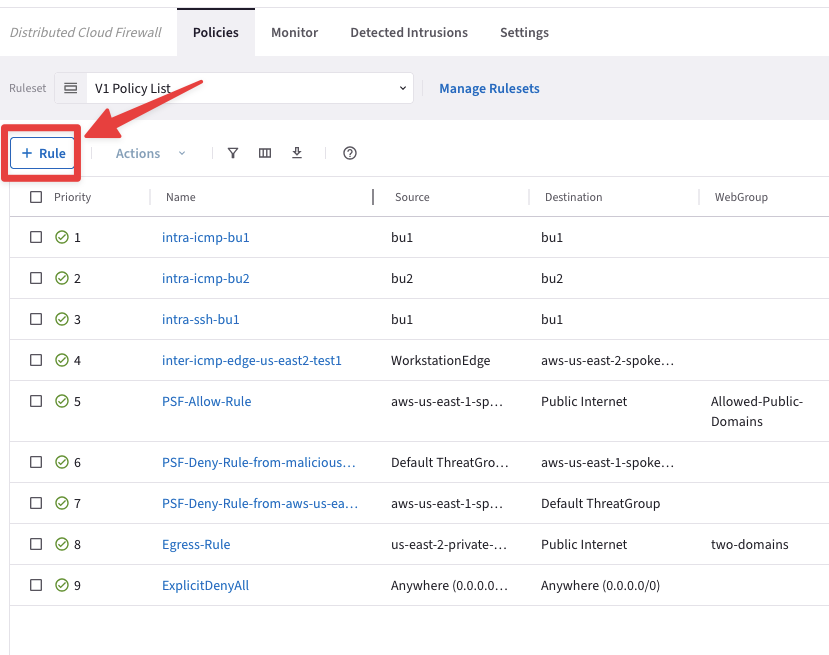 Distributed Cloud Firewall Policies Monitor Detected Intrusions Settings
Ruleset V1 Policy List Manage Rulesets
+ Rule Actions
Priority Name Source Destination WebGroup
1 intra-icmp-bu1 bu1 bu1
2 intra-icmp-bu2 bu2 bu2
3 intra-ssh-bu1 bu1 bu1
4 inter-icmp-edge-us-east2-test1 WorkstationEdge aws-us-east-2-spoke…
5 PSF-Allow-Rule aws-us-east-1-sp… Public Internet Allowed-Public-
Domains
6 PSF-Deny-Rule-from-malicious… Default ThreatGro… aws-us-east-1-spoke…
7 PSF-Deny-Rule-from-aws-us-ea… aws-us-east-1-sp… Default ThreatGroup
8 Egress-Rule us-east-2-private-… Public Internet two-domains
9 ExplicitDenyAll Anywhere (0.0.0.0… Anywhere (0.0.0.0/0)